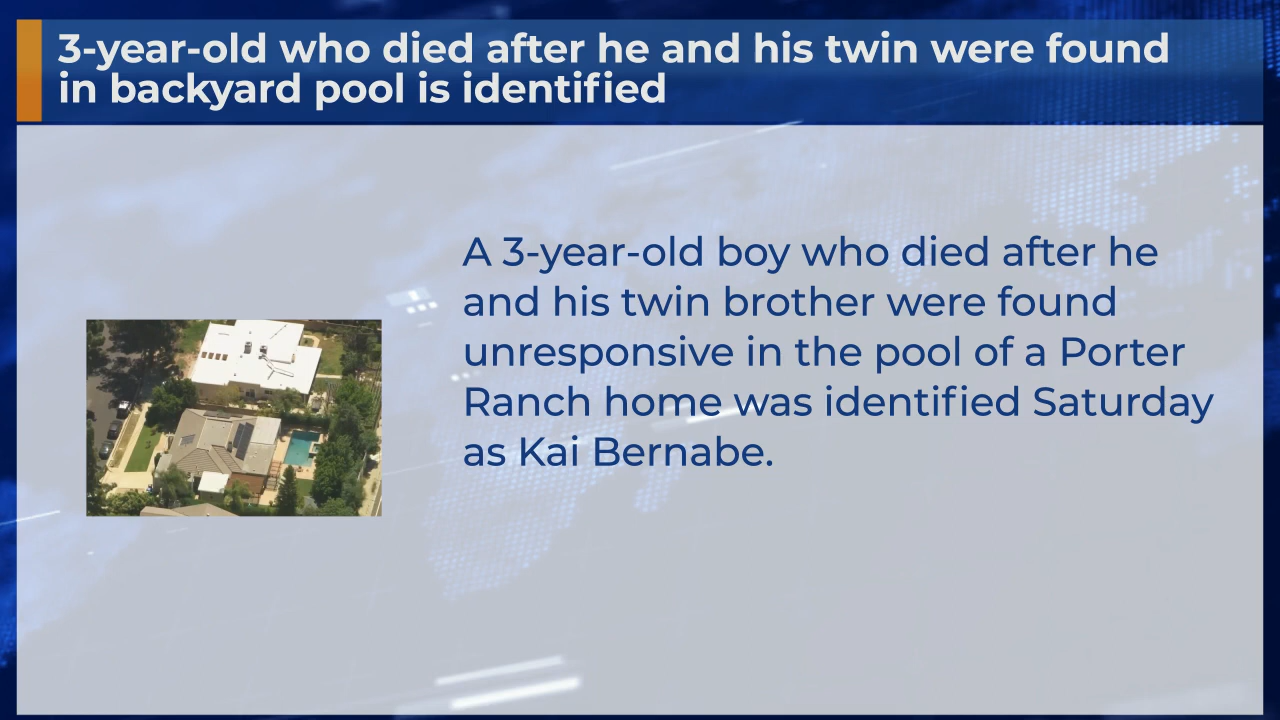 3-year-old who died after he and his twin were found
in backyard pool is identified
A 3-year-old boy who died after he
and his twin brother were found
unresponsive in the pool of a Porter
Ranch home was identified Saturday
as Kai Bernabe.